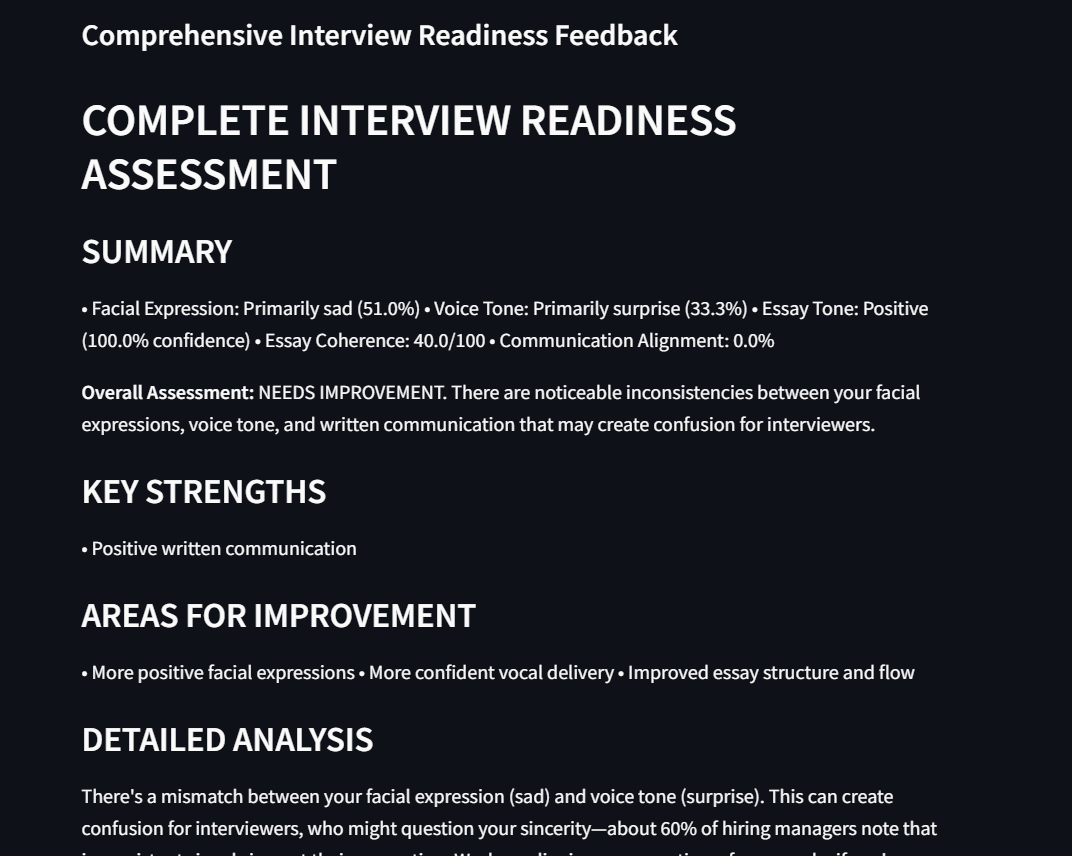 Comprehensive Interview Readiness Feedback
COMPLETE INTERVIEW READINESS
ASSESSMENT
SUMMARY
• Facial Expression: Primarily sad (51.0%) • Voice Tone: Primarily surprise (33.3%) • Essay Tone: Positive
(100.0% confidence) • Essay Coherence: 40.0/100 • Communication Alignment: 0.0%
Overall Assessment: NEEDS IMPROVEMENT. There are noticeable inconsistencies between your facial
expressions, voice tone, and written communication that may create confusion for interviewers.
KEY STRENGTHS
• Positive written communication
AREAS FOR IMPROVEMENT
• More positive facial expressions • More confident vocal delivery • Improved essay structure and flow
DETAILED ANALYSIS
There's a mismatch between your facial expression (sad) and voice tone (surprise). This can create
confusion for interviewers, who might question your sincerity—about 60% of hiring managers note that